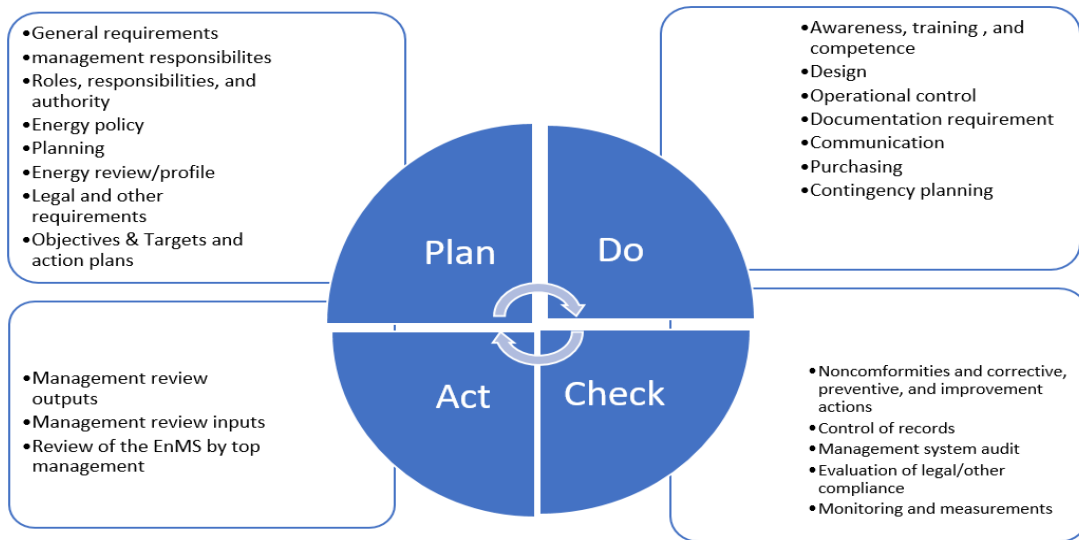 •General requirements
•management responsibilites
•Roles, responsibilities, and
authority
•Energy policy
•Planning
•Energy review/profile
•Legal and other
requirements
•Objectives & Targets and
action plans
•Awareness, training , and
competence
•Design
•Operational control
•Documentation requirement
•Communication
•Purchasing
•Contingency planning
Plan
Do
Act
Check
•Management review
outputs
•Management review inputs
•Review of the EnMS by top
management
•Noncomformities and corrective,
preventive, and improvement
actions
•Control of records
•Management system audit
•Evaluation of legal/other
compliance
•Monitoring and measurements